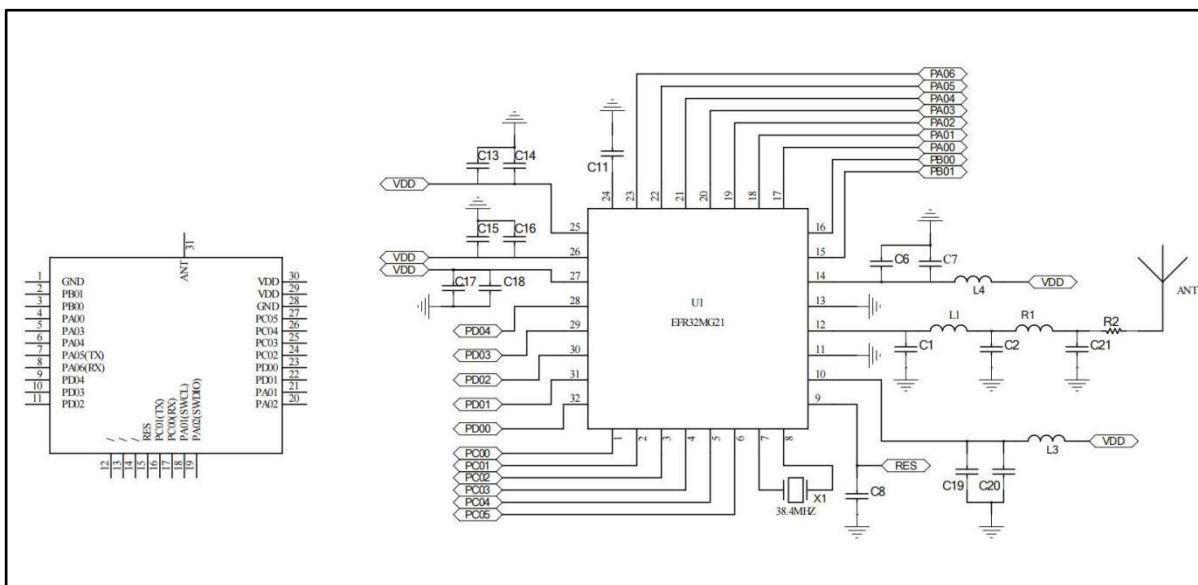 31
ANT
1 GND VDD 30
2 PB01 VDD 29
3 PB00 GND 28
4 PA00 PC05 27
5 PA03 PC04 26
6 PA04 PC03 25
7 PA05(TX) PC02 24
8 PA06(RX) PD00 23
9 PD04 PD01 22
10 PD03 PA01 21
11 PD02 PA02 20
/
/
/
RES
PC01(TX)
PC00(RX)
PA01(SWCL)
PA02(SWDIO)
12
13
14
15
16
17
18
19
PA06
PA05
PA04
PA03
PA02
PA01
PA00
PB00
PB01
C13 C14
C11
VDD
C15 C16
VDD
VDD
C17 C18
24
23
22
21
20
19
18
17
25
26
27
28
29
30
31
32
U1
EFR32MG21
16
15
14
13
12
11
10
9
1
2
3
4
5
6
7
8
PD04
PD03
PD02
PD01
PD00
PC00
PC01
PC02
PC03
PC04
PC05
C6 C7
L4
VDD
ANT
L1
R1
R2
C1
C2
C21
L3
VDD
RES
C19
C20
C8
X1
38.4MHZ